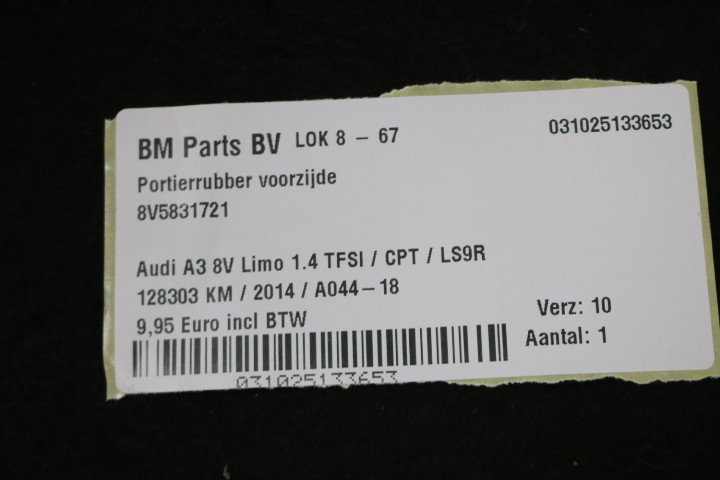 BM Parts BV LOK 8 - 67 031025133653
Portierrubber voorzijde
8V5831721
Audi A3 8V Limo 1.4 TFSI / CPT / LS9R
128303 KM / 2014 / A044-18
9,95 Euro incl BTW
Verz: 10
Aantal: 1
031025133653